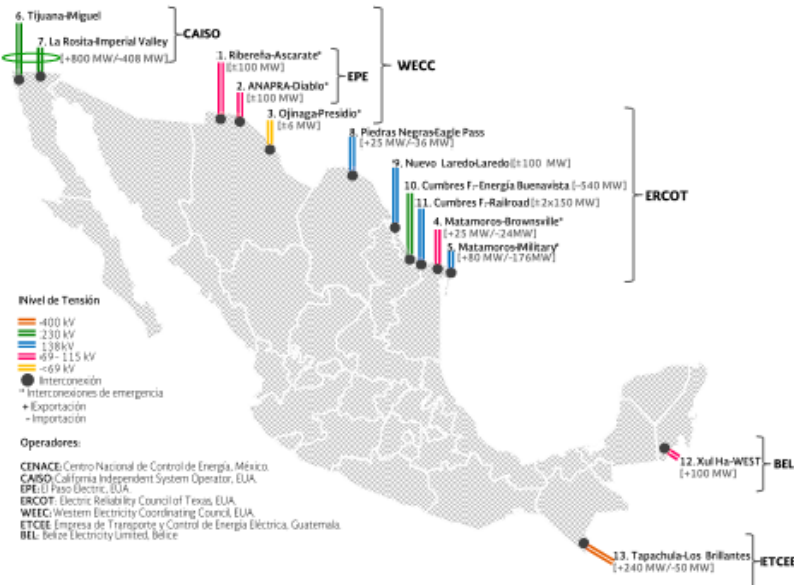 6. Tijuana-Miguel
7. La Rosita-Imperial Valley
[+800 MW/-408 MW]
CAISO
1. Ribereña-Ascarate*
[±100 MW]
2. ANAPRA-Diablo*
[±100 MW]
EPE
WECC
3. Ojinaga-Presidio*
[±6 MW]
8. Piedras Negras-Eagle Pass
[+25 MW/-36 MW]
9. Nuevo Laredo-Laredo [±100 MW]
10. Cumbres F.-Energía Buenavista [-540 MW]
11. Cumbres F.-Railroad [±2x150 MW]
4. Matamoros-Brownsville*
[+25 MW/-24MW]
5. Matamoros-Military*
[+80 MW/-176MW]
ERCOT
Nivel de Tensión
400 kV
230 kV
138kV
69 - 115 kV
<69 kV
Interconexión
* Interconexiones de emergencia
+ Exportación
- Importación
Operadores:
CENACE: Centro Nacional de Control de Energía, México.
CAISO: California Independent System Operator, EUA.
EPE: El Paso Electric, EUA.
ERCOT: Electric Reliability Council of Texas, EUA.
WEEC: Western Electricity Coordinating Council, EUA.
ETCEE: Empresa de Transporte y Control de Energía Eléctrica, Guatemala.
BEL: Belize Electricity Limited, Belice
12. Xul Ha-WEST
[+100 MW]
BEL
13. Tapachula-Los Brillantes
[+240 MW/-50 MW]
ETCEE